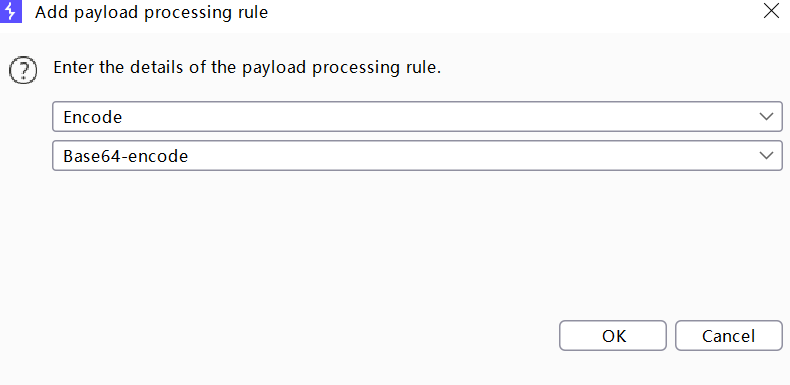 Add payload processing rule
Enter the details of the payload processing rule.
Encode
Base64-encode
OK
Cancel